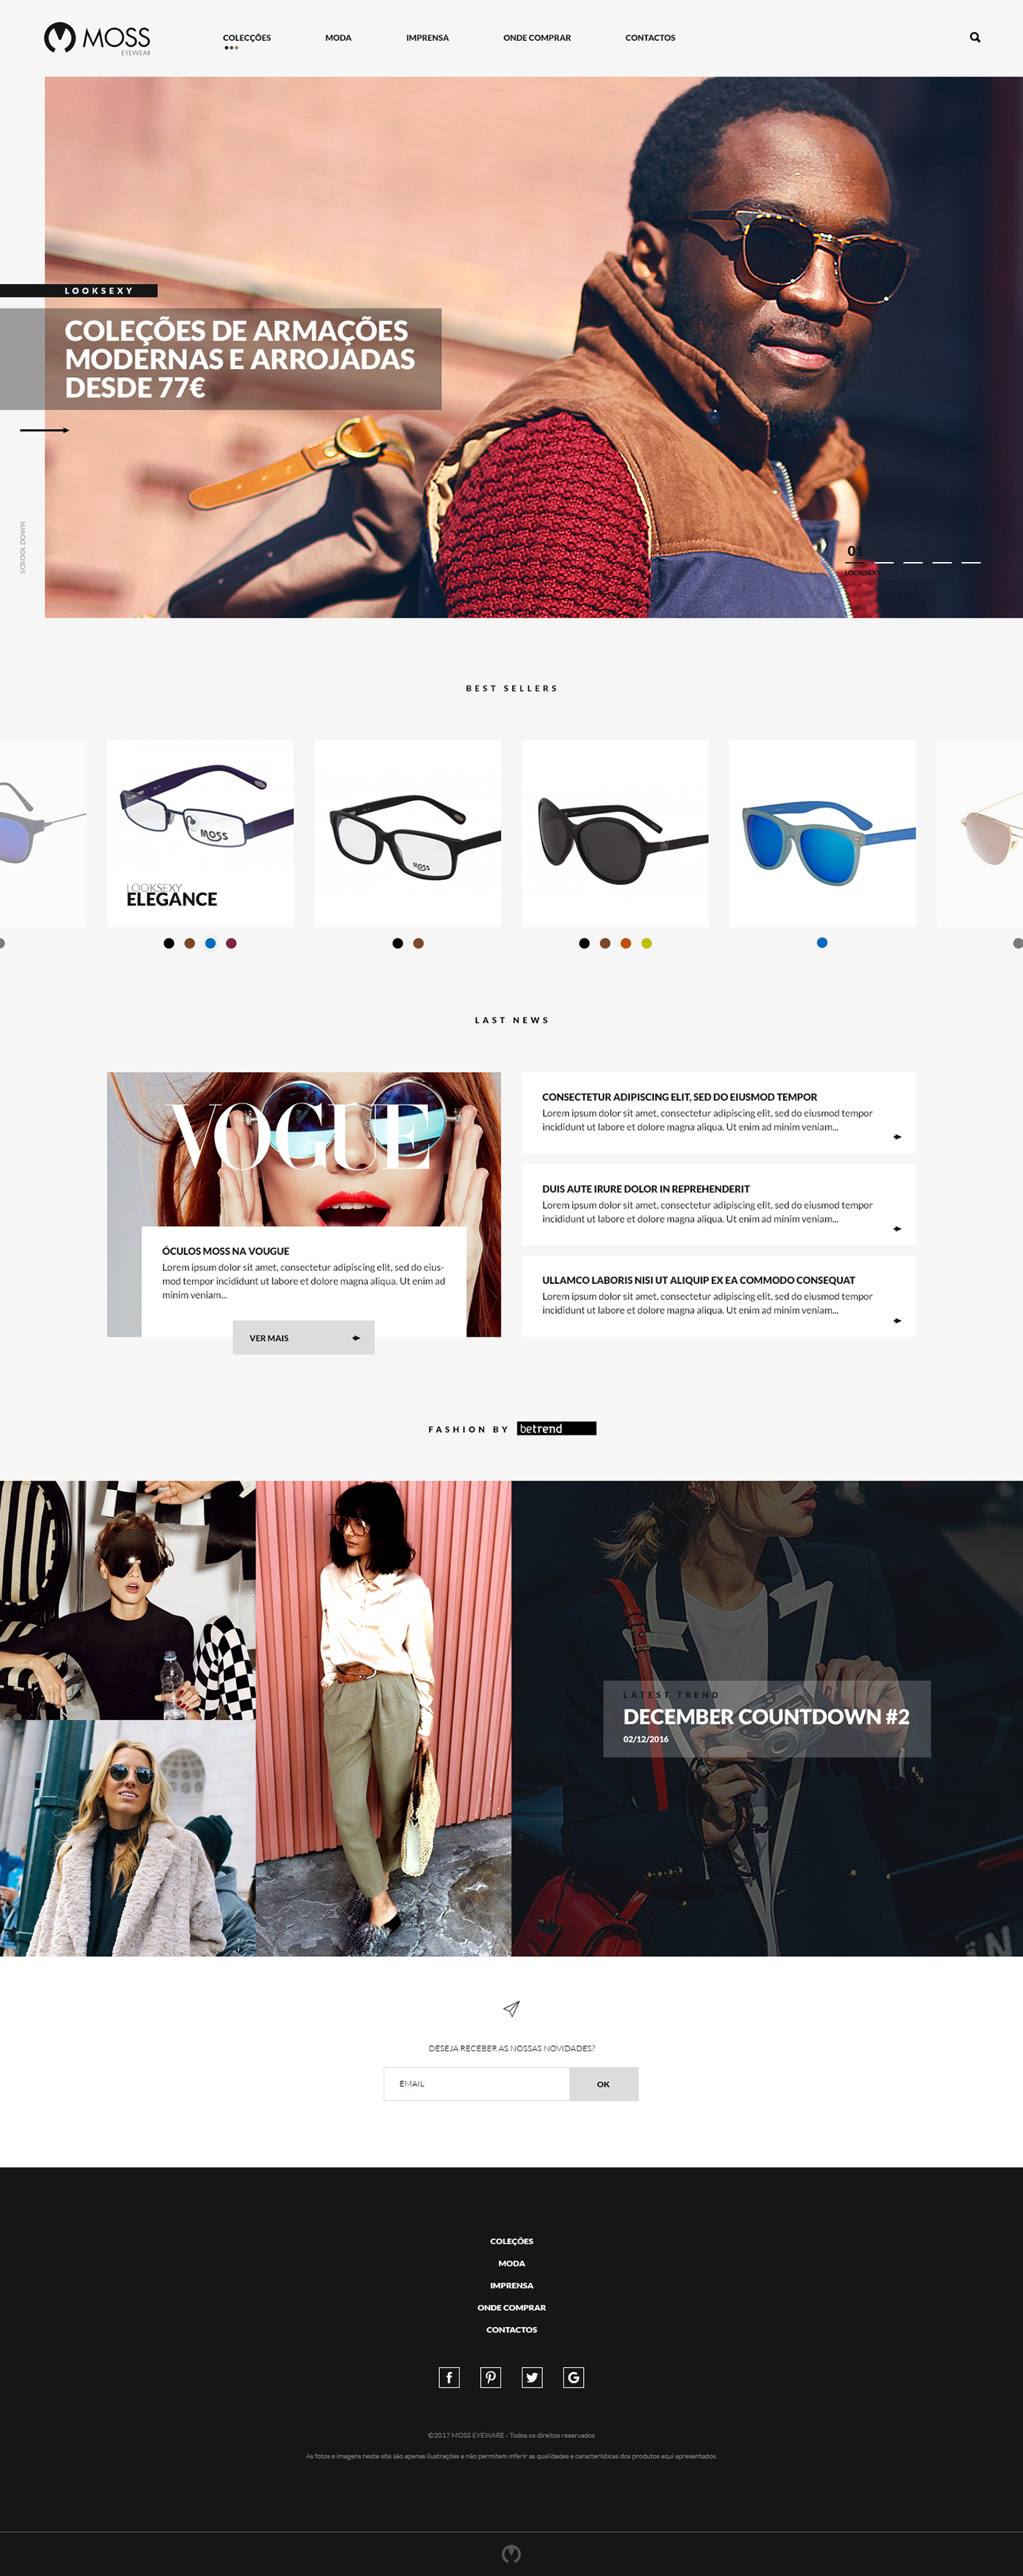 MOSS
EYEWEAR
COLECÇÕES
MODA
IMPRENSA
ONDE COMPRAR
CONTACTOS
LOOKSEXY
COLEÇÕES DE ARMAÇÕES
MODERNAS E ARROJADAS
DESDE 77€
SCROOL DOWN
01
LOOKSEXY
BEST SELLERS
MOSS
LOOKSEXY
ELEGANCE
MOSS
LAST NEWS
VOGUE
ÓCULOS MOSS NA VOUGUE
Lorem ipsum dolor sit amet, consectetur adipiscing elit, sed do eius-
mod tempor incididunt ut labore et dolore magna aliqua. Ut enim ad
minim veniam...
VER MAIS
CONSECTETUR ADIPISCING ELIT, SED DO EIUSMOD TEMPOR
Lorem ipsum dolor sit amet, consectetur adipiscing elit, sed do eiusmod tempor
incididunt ut labore et dolore magna aliqua. Ut enim ad minim veniam...
DUIS AUTE IRURE DOLOR IN REPREHENDERIT
Lorem ipsum dolor sit amet, consectetur adipiscing elit, sed do eiusmod tempor
incididunt ut labore et dolore magna aliqua. Ut enim ad minim veniam...
ULLAMCO LABORIS NISI UT ALIQUIP EX EA COMMODO CONSEQUAT
Lorem ipsum dolor sit amet, consectetur adipiscing elit, sed do eiusmod tempor
incididunt ut labore et dolore magna aliqua. Ut enim ad minim veniam...
FASHION BY betrend
LATEST TREND
DECEMBER COUNTDOWN #2
02/12/2016
DESEJA RECEBER AS NOSSAS NOVIDADES?
EMAIL
OK
COLEÇÕES
MODA
IMPRENSA
ONDE COMPRAR
CONTACTOS
©2017 MOSS EYEWARE - Todos os direitos reservados
As fotos e imagens neste site são apenas ilustrações e não permitem inferir as qualidades e características dos produtos aqui apresentados.